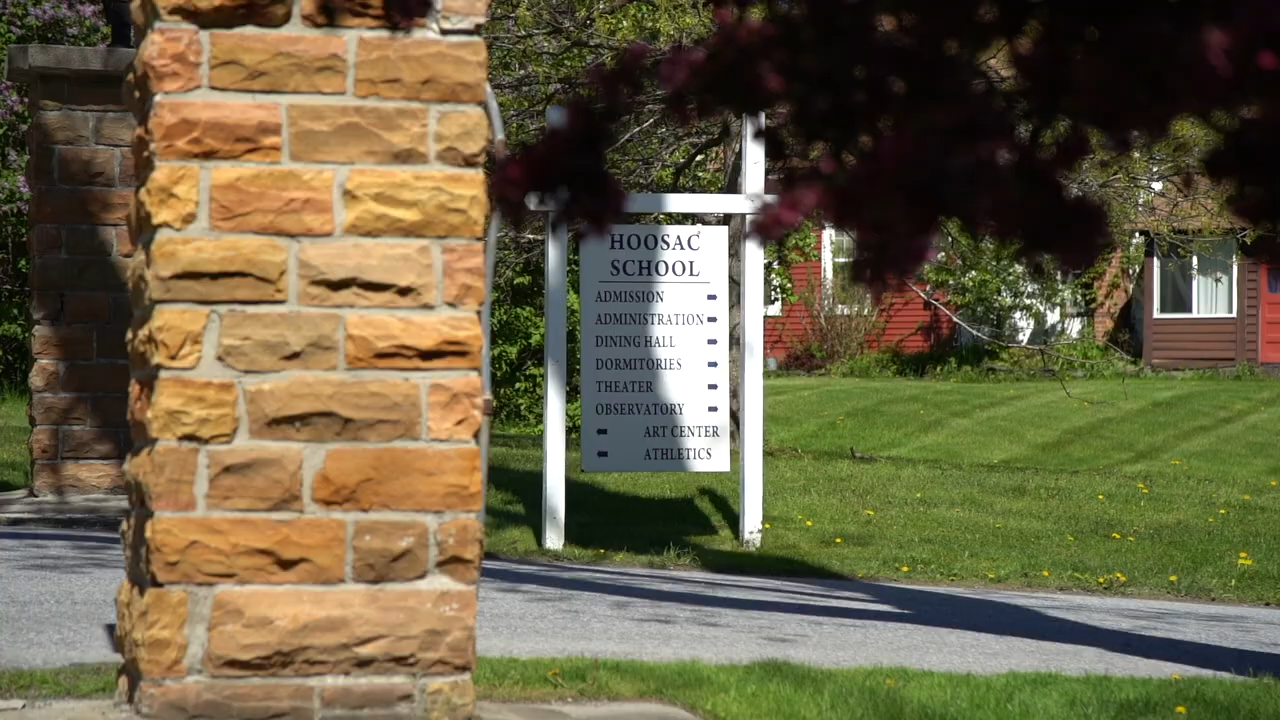 HOOSAC
SCHOOL
ADMISSION
ADMINISTRATION
DINING HALL
DORMITORIES
THEATER
OBSERVATORY
ART CENTER
ATHLETICS